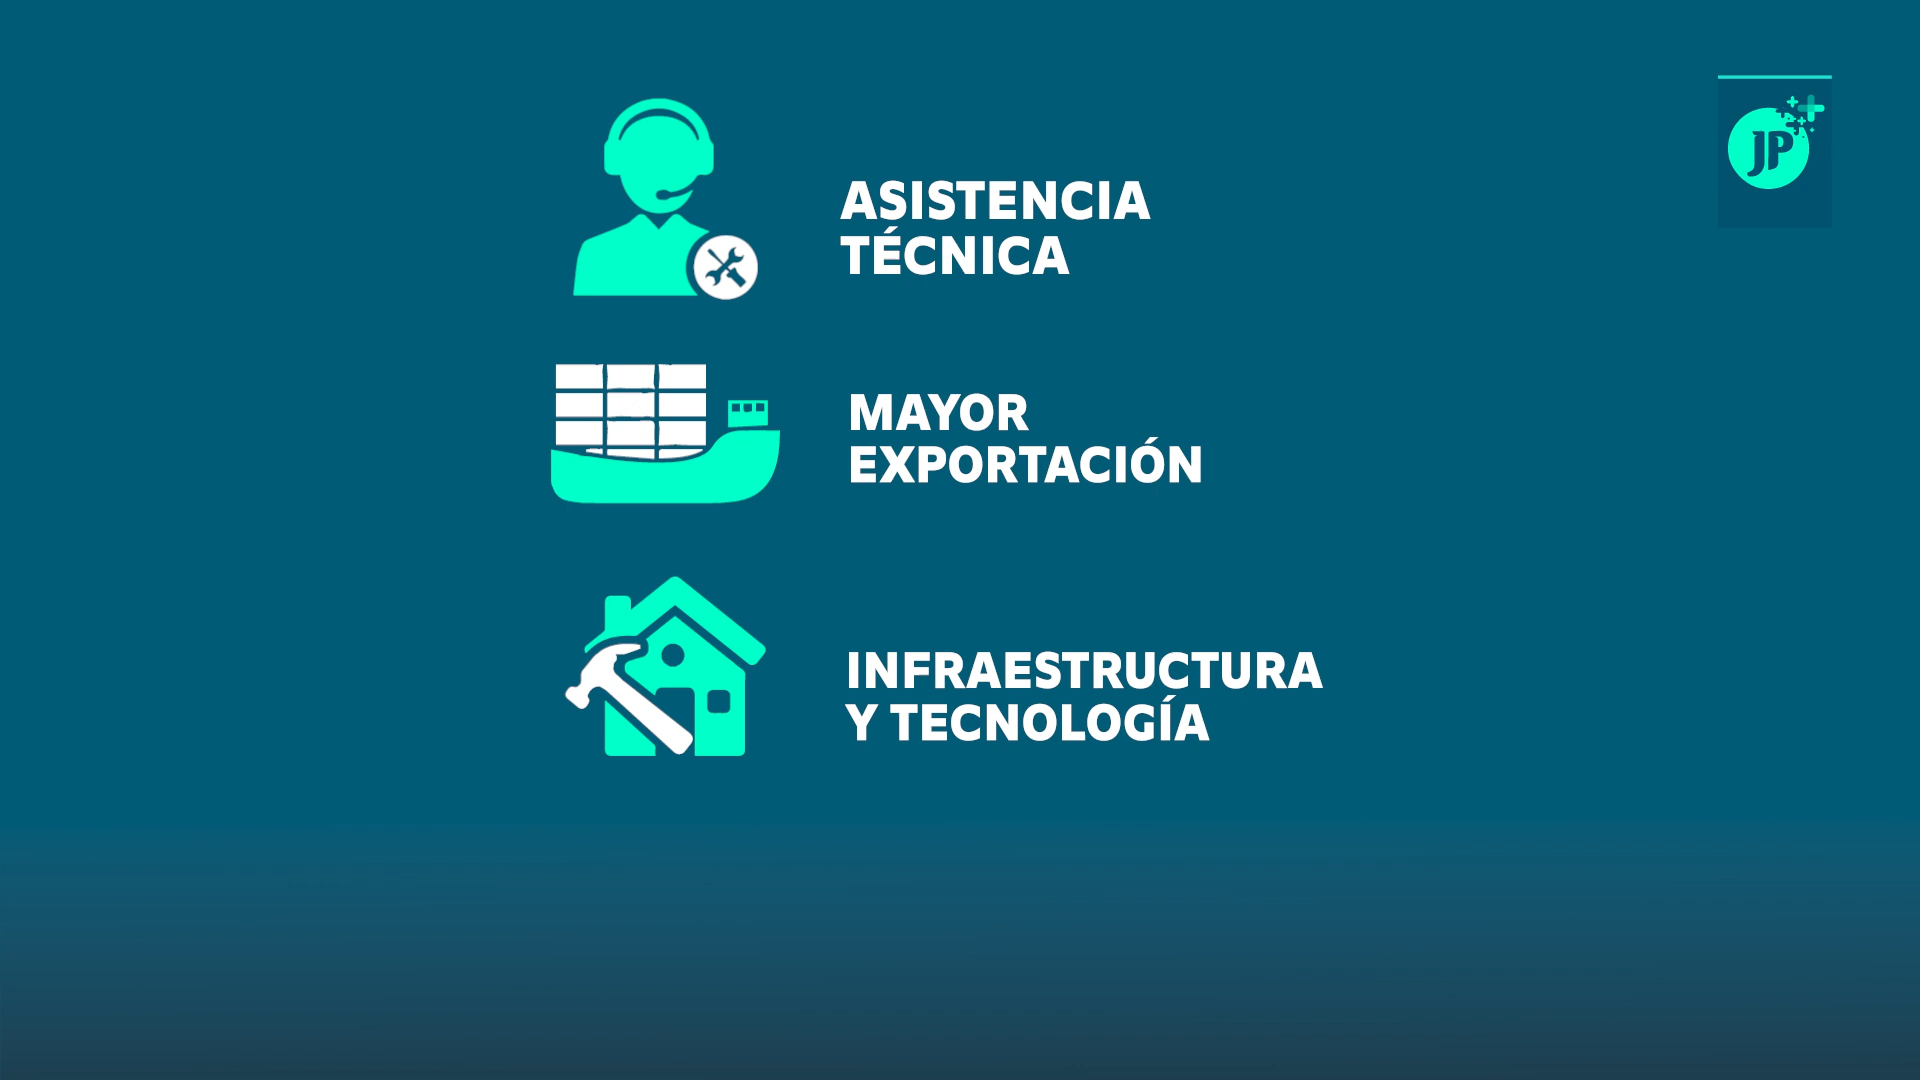 JP
ASISTENCIA
TÉCNICA
MAYOR
EXPORTACIÓN
INFRAESTRUCTURA
Y TECNOLOGÍA